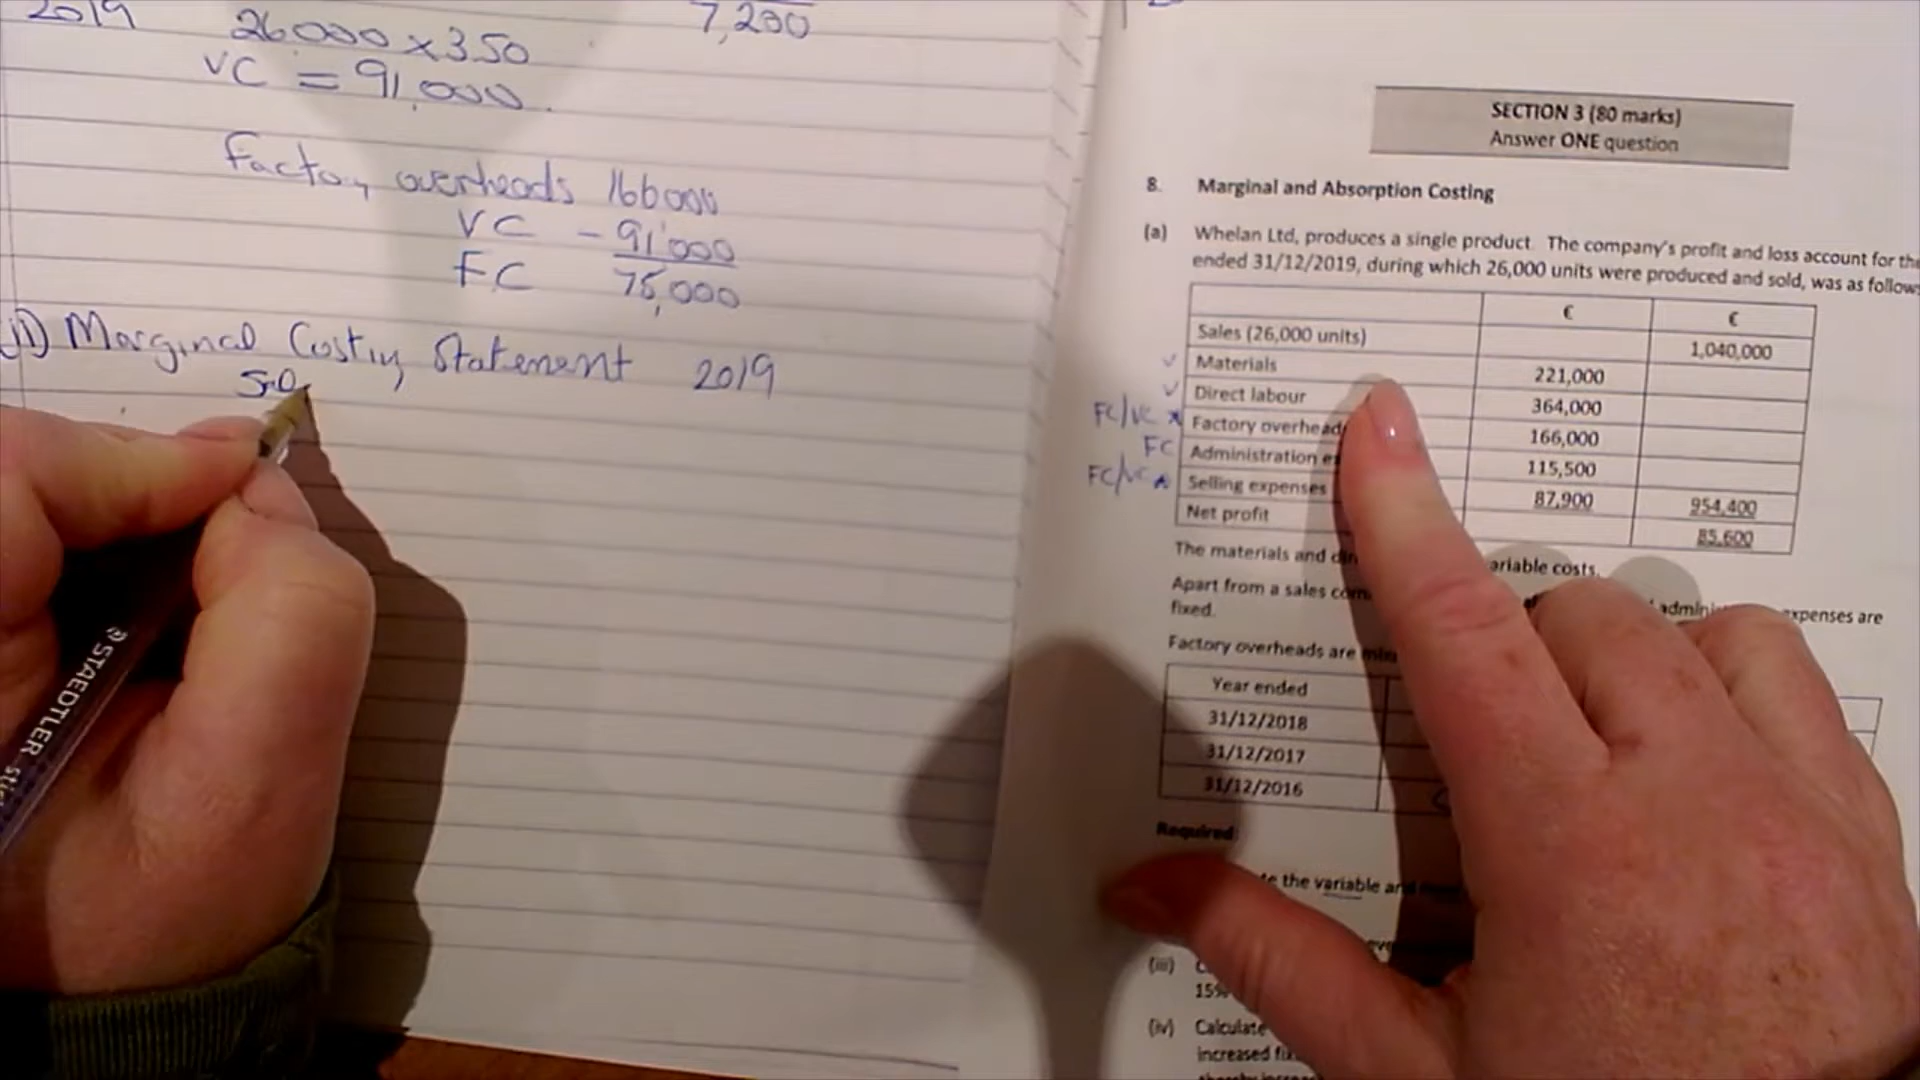 2019 26000 x 3.50 7,200
VC = 91,000.
Factory overheads 166000
VC - 91'000
FC 75,000
(ii) Marginal Costing Statement 2019
STAEDTLER
SECTION 3 (80 marks)
Answer ONE question
8. Marginal and Absorption Costing
(a) Whelan Ltd, produces a single product. The company's profit and loss account for the
ended 31/12/2019, during which 26,000 units were produced and sold, was as follows
€ €
Sales (26,000 units) 1,040,000
✓ Materials 221,000
✓ Direct labour 364,000
FC/VC * Factory overhead 166,000
FC Administration 115,500
FC/VC * Selling expenses 87,900 954,400
Net profit 85,600
The materials and ariable costs.
Apart from a sales expenses are
fixed.
Factory overheads are
Year ended
31/12/2018
31/12/2017
31/12/2016
Required:
the variable
(iii)
15%
(iv) Calculate
increased